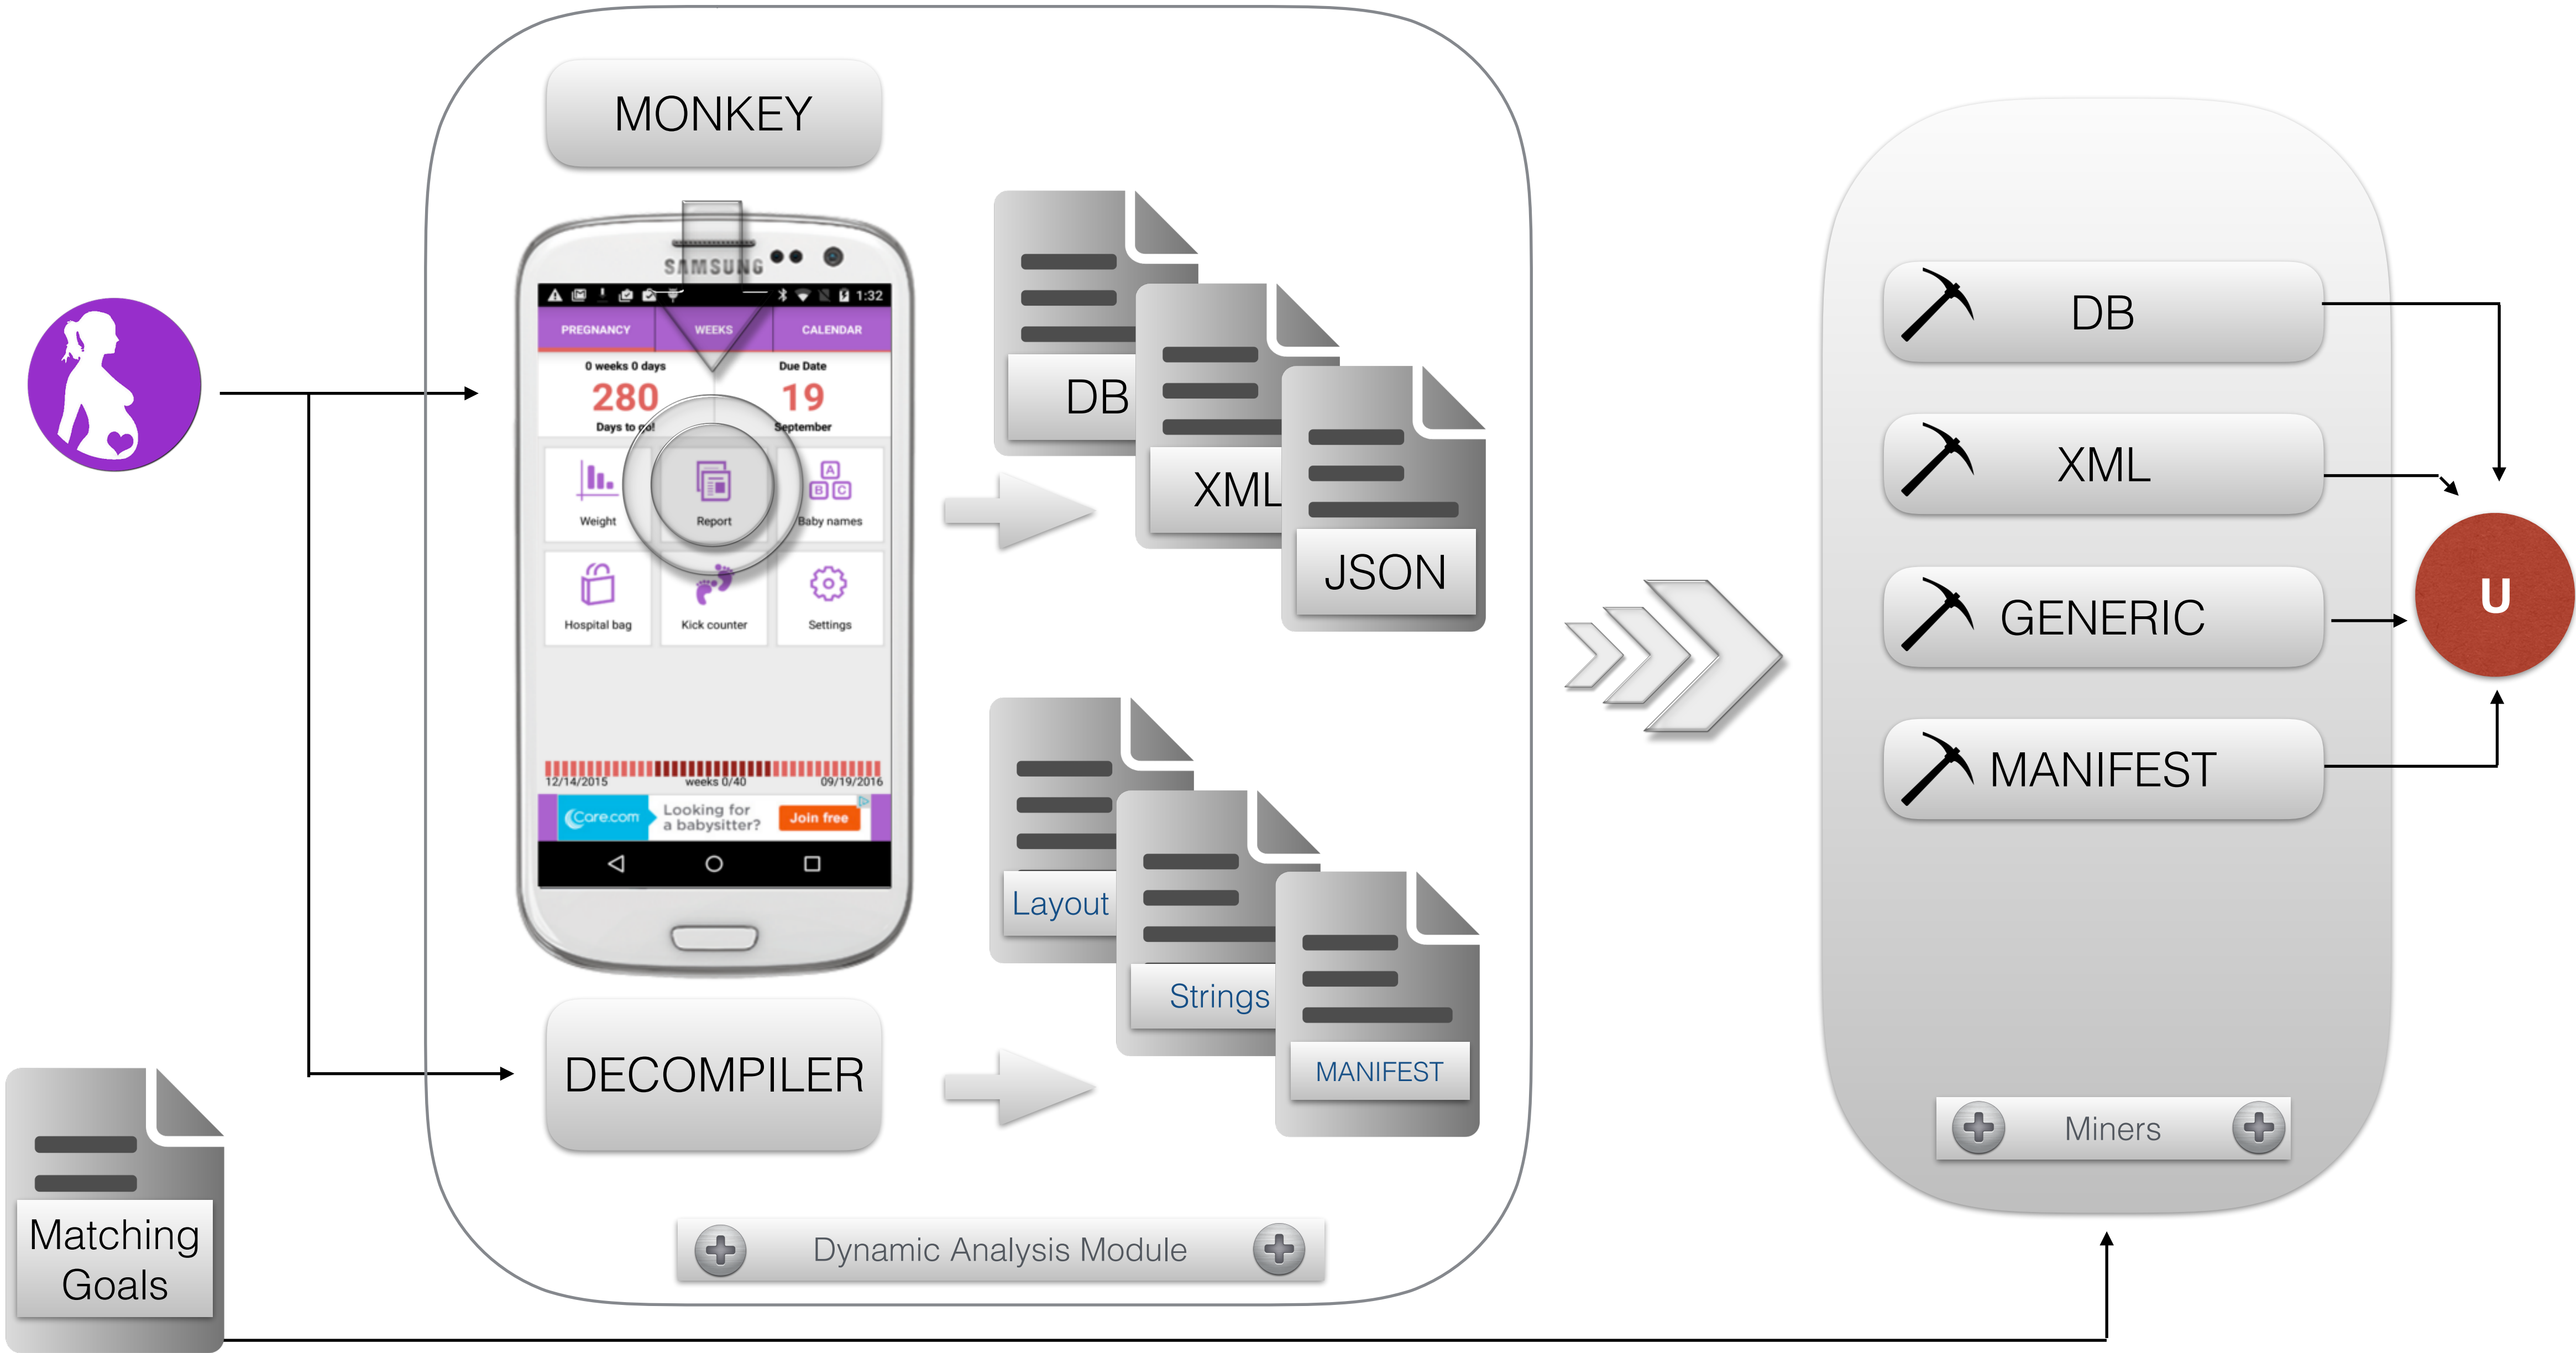 MONKEY
SAMSUNG
1:32
PREGNANCY WEEKS CALENDAR
0 weeks 0 days Due Date
280 19
Days to go! September
Weight Report Baby names
A
B C
Hospital bag Kick counter Settings
12/14/2015 weeks 0/40 09/19/2016
Care.com Looking for
a babysitter? Join free
DECOMPILER
DB
XML
JSON
Layout
Strings
MANIFEST
Dynamic Analysis Module
Matching
Goals
DB
XML
GENERIC
MANIFEST
Miners
U